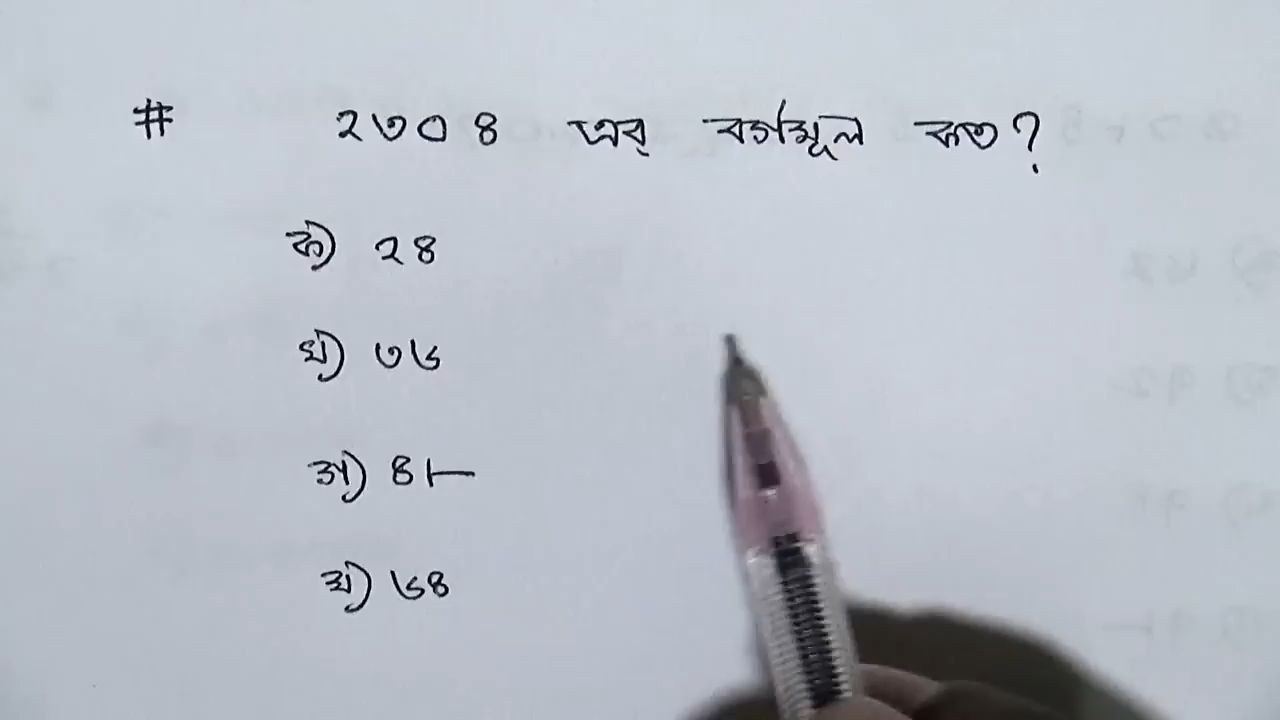 # ২৩০৪ এর বর্গমূল কত?
ক) ২৪
খ) ৩৬
গ) ৪৮
ঘ) ৬৪